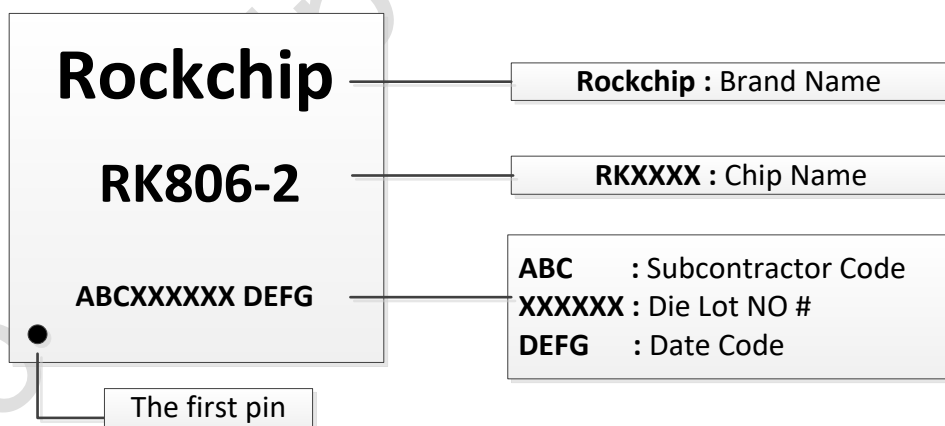 Rockchip
Rockchip : Brand Name
RK806-2
RKXXXX : Chip Name
ABCXXXXXX DEFG
ABC : Subcontractor Code
XXXXXX : Die Lot NO #
DEFG : Date Code
The first pin